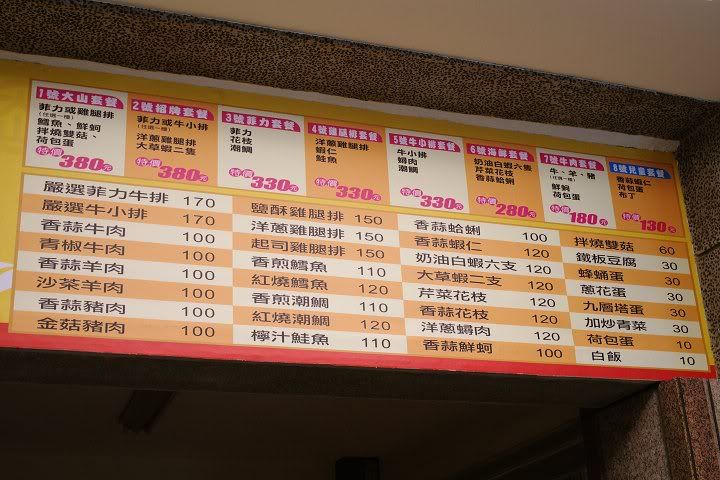 1號大山套餐
菲力或雞腿排
(任選一種)
鱈魚、鮮蚵
拌燒雙菇、
荷包蛋
特價380元
2號招牌套餐
菲力或牛小排
(任選一種)
洋蔥雞腿排
大草蝦二隻
特價380元
3號菲力套餐
菲力
花枝
潮鯛
特價330元
4號雞腿排套餐
洋蔥雞腿排
蝦仁
鮭魚
特價330元
5號牛小排套餐
牛小排
鱘肉
潮鯛
特價330元
6號海鮮套餐
奶油白蝦六支
芹菜花枝
香蒜蛤蜊
特價280元
7號牛肉套餐
牛、羊、豬
(任選一種)
鮮蚵
荷包蛋
特價180元
8號兒童套餐
香蒜蝦仁
荷包蛋
布丁
特價130元
嚴選菲力牛排 170
嚴選牛小排 170
香蒜牛肉 100
青椒牛肉 100
香蒜羊肉 100
沙茶羊肉 100
香蒜豬肉 100
金菇豬肉 100
鹽酥雞腿排 150
洋蔥雞腿排 150
起司雞腿排 150
香煎鱈魚 110
紅燒鱈魚 120
香煎潮鯛 110
紅燒潮鯛 120
檸汁鮭魚 110
香蒜蛤蜊 100
香蒜蝦仁 120
奶油白蝦六支 120
大草蝦二支 120
芹菜花枝 120
香蒜花枝 120
洋蔥鱘肉 120
香蒜鮮蚵 100
拌燒雙菇 60
鐵板豆腐 30
蜂蛹蛋 30
蔥花蛋 30
九層塔蛋 30
加炒青菜 30
荷包蛋 10
白飯 10